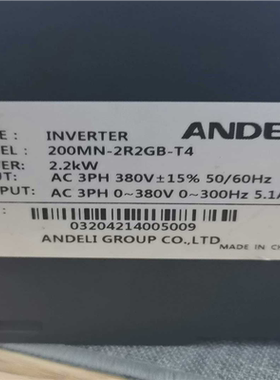 E : INVERTER ANDE
EL : 200MN-2R2GB-T4
ER: 2.2kW
UT: AC 3PH 380V±15% 50/60Hz
PUT: AC 3PH 0~380V 0~300Hz 5.1A
03204214005009
ANDELI GROUP CO.,LTD
MADE IN CH